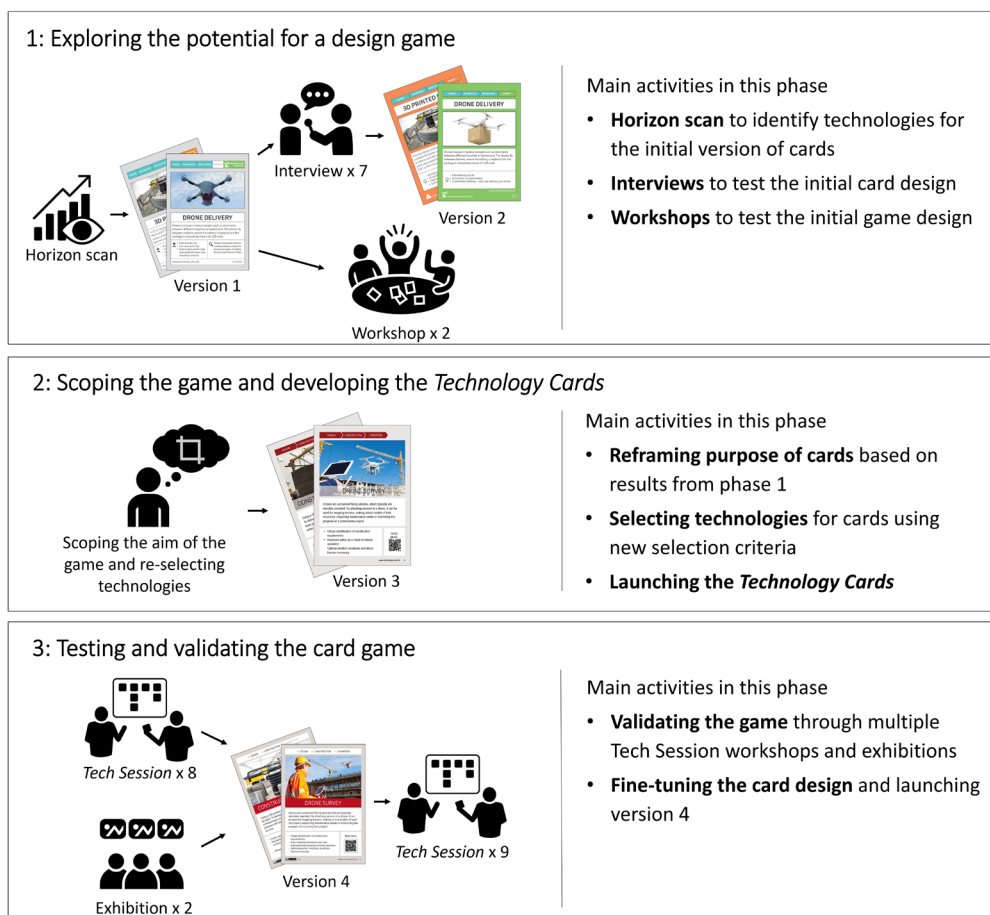 1: Exploring the potential for a design game
Horizon scan
3D PRINTED
DRONE DELIVERY
Version 1
Interview x 7
3D PRINTED
DRONE DELIVERY
Version 2
Workshop x 2
Main activities in this phase
• Horizon scan to identify technologies for
the initial version of cards
• Interviews to test the initial card design
• Workshops to test the initial game design
2: Scoping the game and developing the Technology Cards
Scoping the aim of the
game and re-selecting
technologies
DRONE SURVEY
Version 3
Main activities in this phase
• Reframing purpose of cards based on
results from phase 1
• Selecting technologies for cards using
new selection criteria
• Launching the Technology Cards
3: Testing and validating the card game
Tech Session x 8
Exhibition x 2
DRONE SURVEY
Version 4
Tech Session x 9
Main activities in this phase
• Validating the game through multiple
Tech Session workshops and exhibitions
• Fine-tuning the card design and launching
version 4